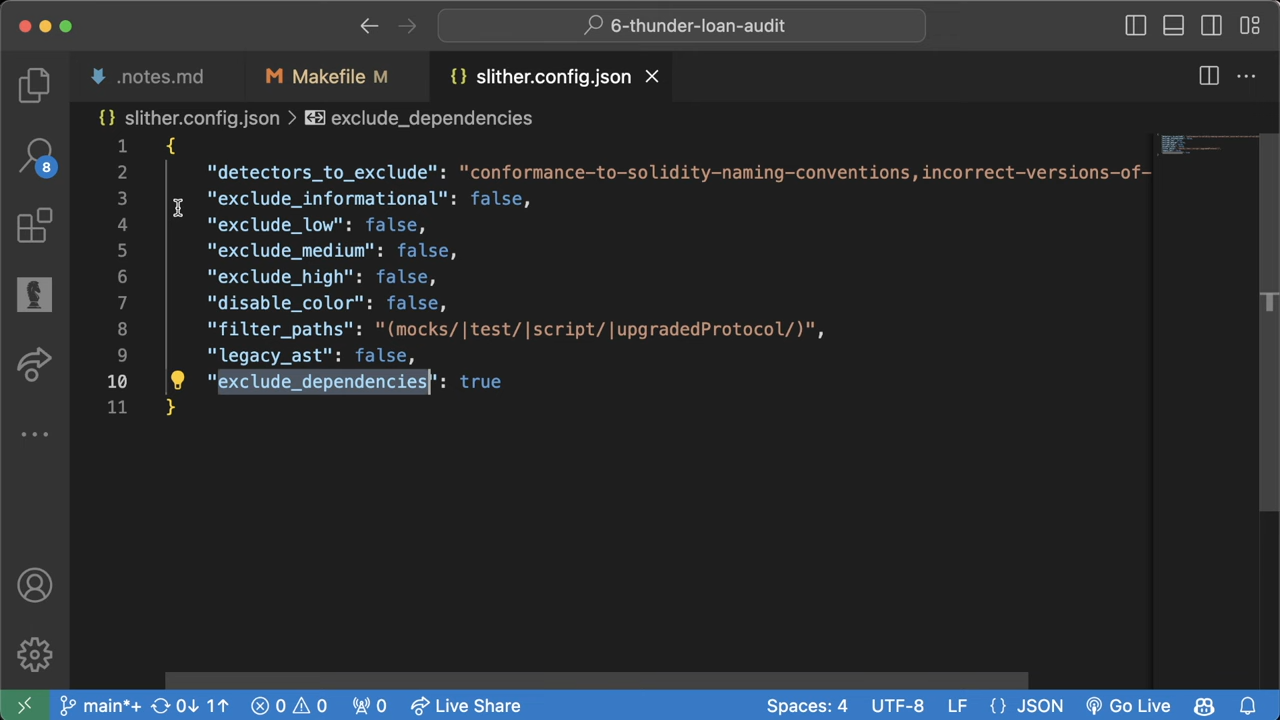 6-thunder-loan-audit
.notes.md
Makefile M
slither.config.json
slither.config.json > exclude_dependencies
1 {
2 "detectors_to_exclude": "conformance-to-solidity-naming-conventions,incorrect-versions-of-
3 "exclude_informational": false,
4 "exclude_low": false,
5 "exclude_medium": false,
6 "exclude_high": false,
7 "disable_color": false,
8 "filter_paths": "(mocks/|test/|script/|upgradedProtocol/)",
9 "legacy_ast": false,
10 "exclude_dependencies": true
11 }
8
main*+ 0↓ 1↑ 0 0 0 Live Share Spaces: 4 UTF-8 LF {} JSON Go Live